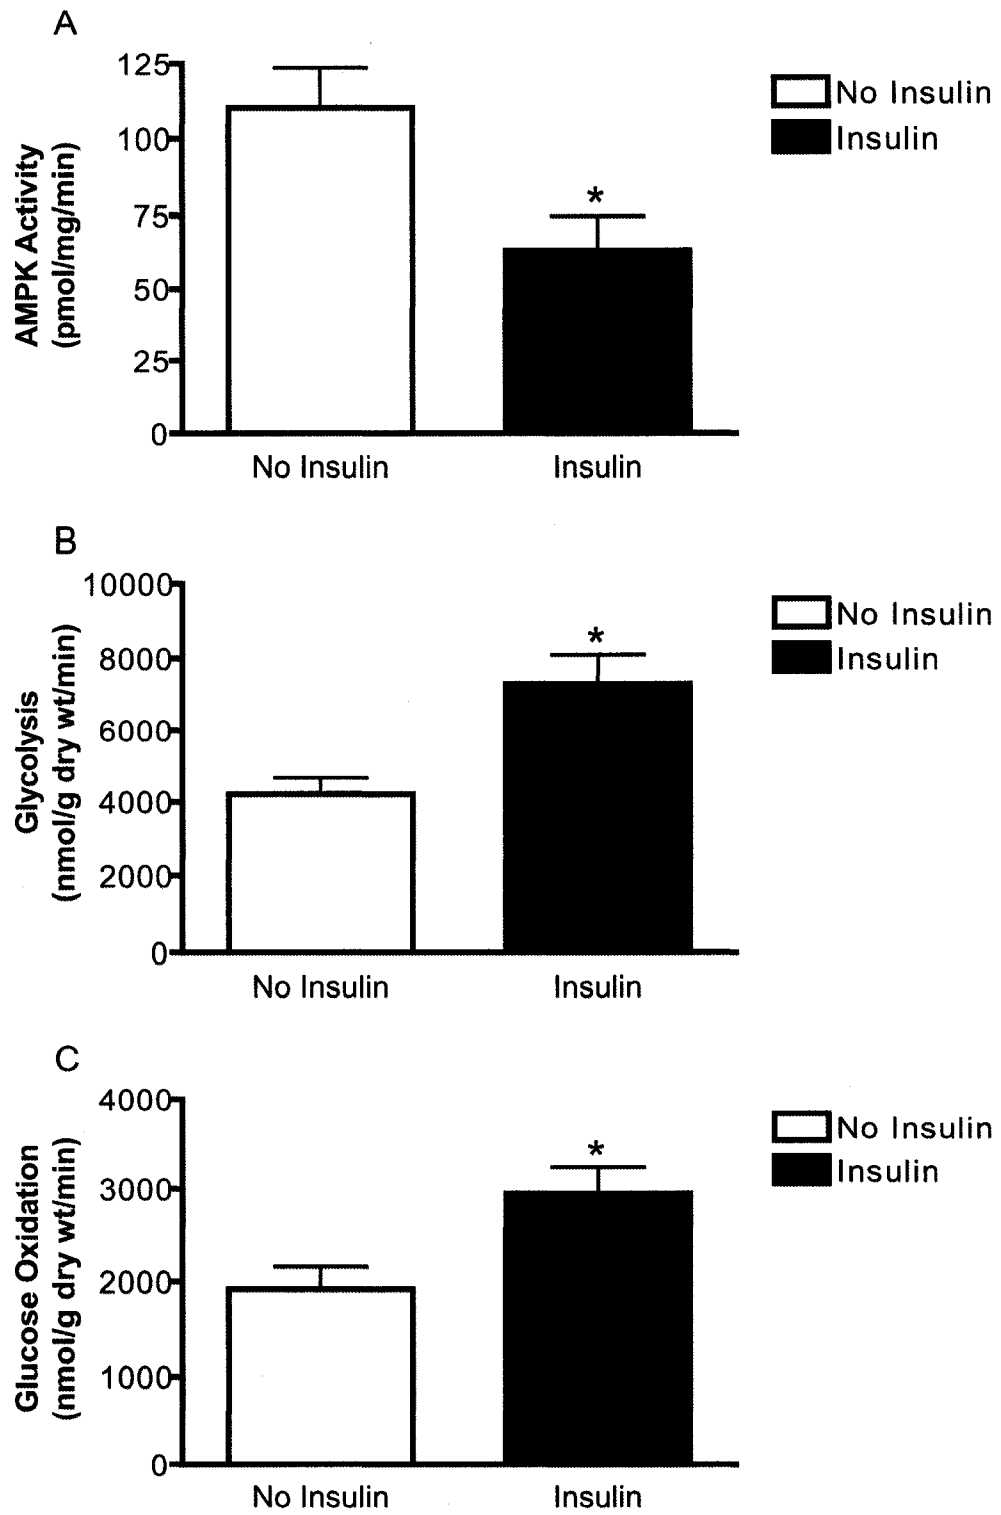 A
125
100
75
50
25
0
AMPK Activity
(pmol/mg/min)
*
No Insulin
Insulin
No Insulin
Insulin
B
10000
8000
6000
4000
2000
0
Glycolysis
(nmol/g dry wt/min)
*
No Insulin
Insulin
No Insulin
Insulin
C
4000
3000
2000
1000
0
Glucose Oxidation
(nmol/g dry wt/min)
*
No Insulin
Insulin
No Insulin
Insulin